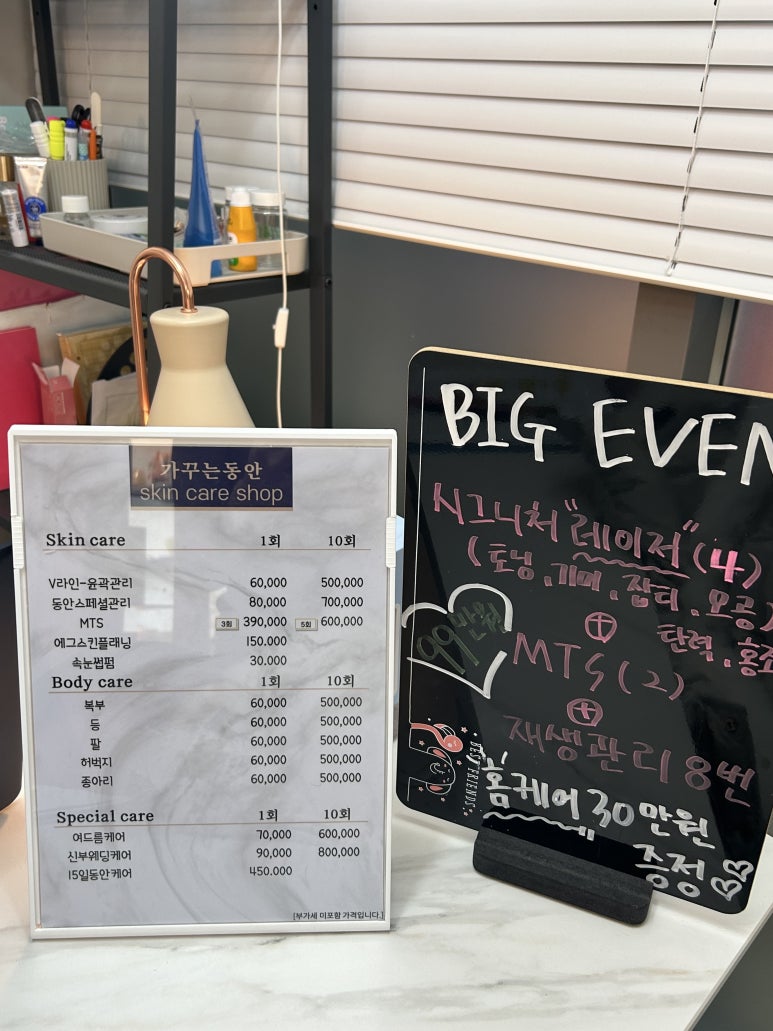 가꾸는동안
skin care shop
Skin care 1회 10회
V라인-윤곽관리 60,000 500,000
동안스페셜관리 80,000 700,000
MTS 3회 390,000 5회 600,000
에그스킨플래닝 150.000
속눈썹펌 30.000
Body care 1회 10회
복부 60,000 500,000
등 60,000 500,000
팔 60,000 500,000
허벅지 60,000 500,000
종아리 60,000 500,000
Special care 1회 10회
여드름케어 70,000 600,000
신부웨딩케어 90,000 800,000
15일동안케어 450.000
[부가세 미포함 가격입니다.]
BIG EVEN
시그니처 "레이저" (4)
(토닝.기미.잡티.모공)
탄력.홍조
99만원
+
MTS (2)
+
재생관리 8번
홈케어 30만원
증정
BEST FRIENDS